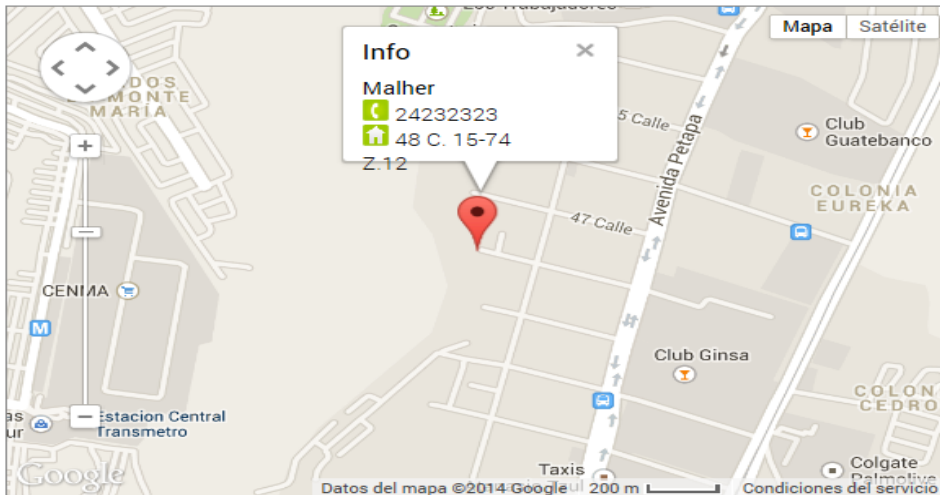 Trabajadores
Mapa
Satélite
Info
Malher
24232323
48 C. 15-74
Z.12
MONTE
MARÍA
5 Calle
Avenida Petapa
Club
Guatebanco
COLONIA
EUREKA
47 Calle
CENMA
M
Club Ginsa
Estacion Central
Transmetro
CEDRO
Colgate
Palmolive
Taxis
Google
Datos del mapa ©2014 Google
200 m
Condiciones del servicio